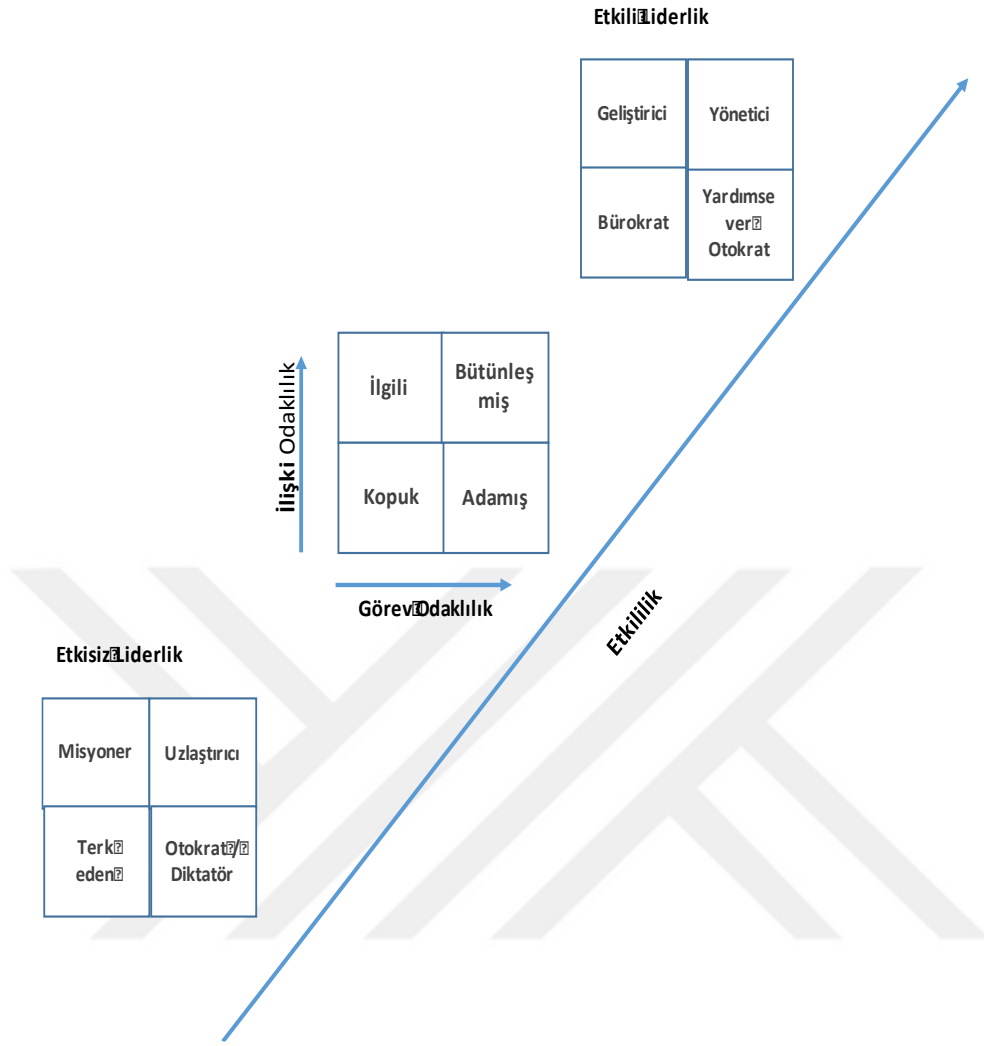 Etkili Liderlik
Geliştirici
Yönetici
Bürokrat
Yardımse
ver
Otokrat
İlişki Odaklılık
İlgili
Bütünleş
miş
Kopuk
Adamış
Görev Odaklılık
Etkililik
Etkisiz Liderlik
Misyoner
Uzlaştırıcı
Terk
eden
Otokrat /
Diktatör